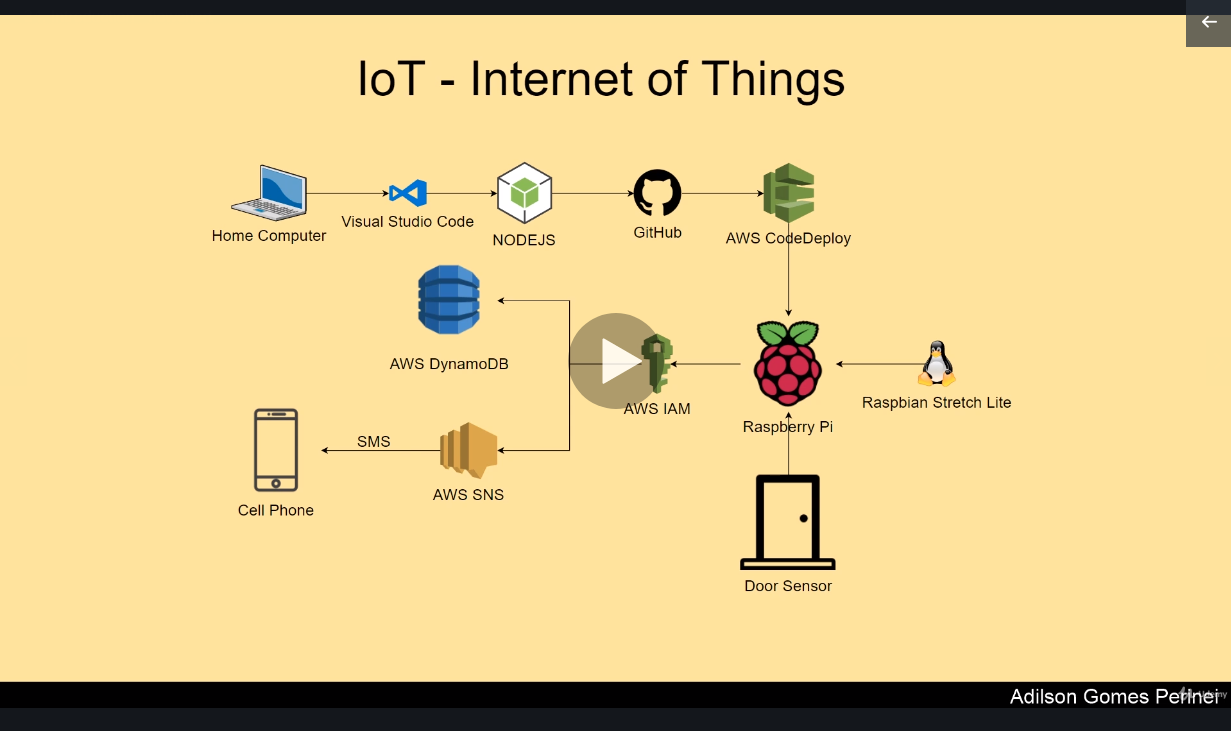 IoT - Internet of Things
Home Computer
Visual Studio Code
NODEJS
GitHub
AWS CodeDeploy
AWS DynamoDB
AWS IAM
Raspberry Pi
Raspbian Stretch Lite
SMS
Cell Phone
AWS SNS
Door Sensor
Adilson Gomes
Udemy